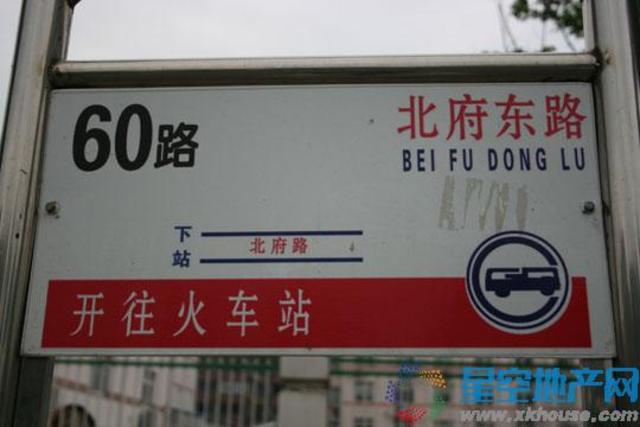 60路
北府东路
BEI FU DONG LU
下站
北府路
开往火车站
星空地产网
www.xkhouse.com